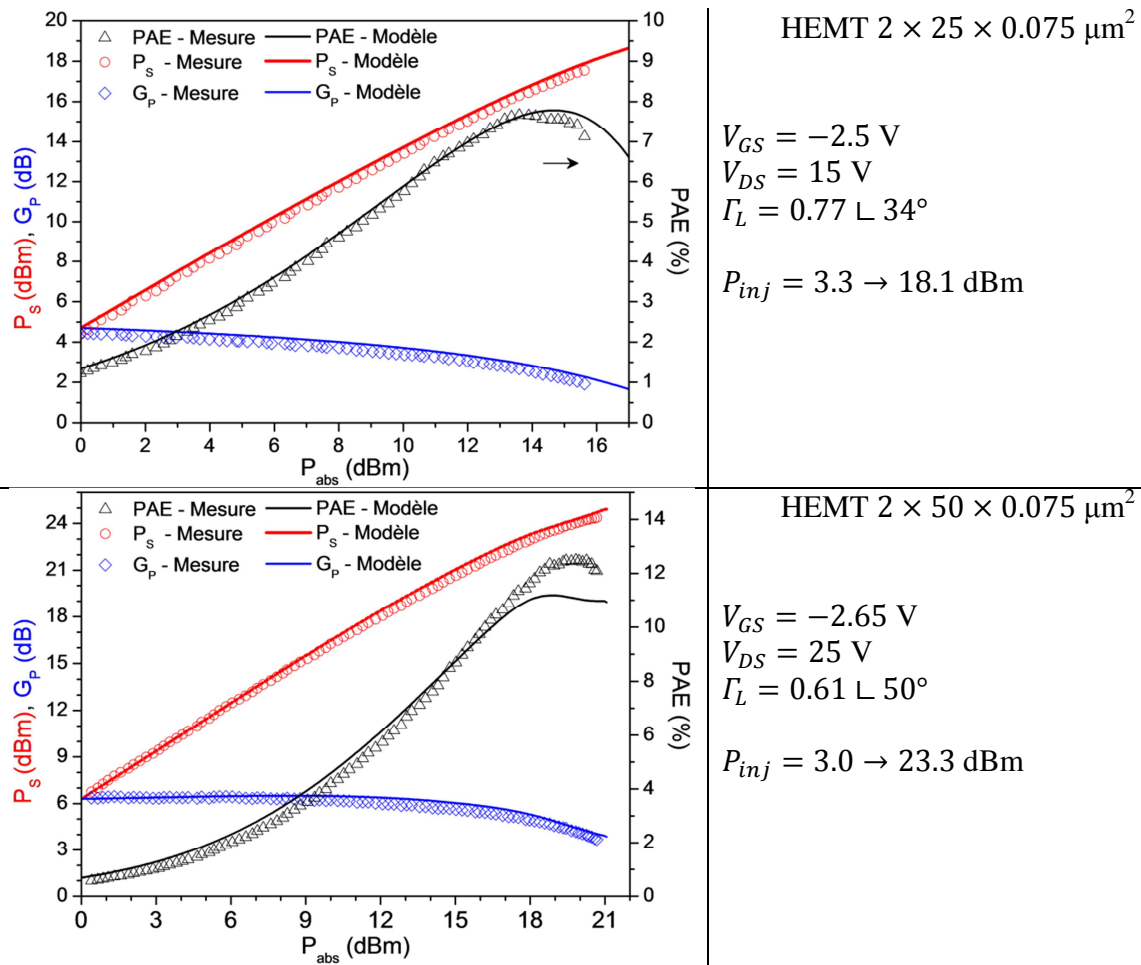 20
18
16
14
12
10
8
6
4
2
0
P_S (dBm), G_P (dB)
PAE - Mesure
P_S - Mesure
G_P - Mesure
PAE - Modèle
P_S - Modèle
G_P - Modèle
10
9
8
7
6
5
4
3
2
1
0
PAE (%)
0 2 4 6 8 10 12 14 16
P_abs (dBm)
HEMT 2 × 25 × 0.075 μm²
V_GS = −2.5 V
V_DS = 15 V
Γ_L = 0.77 ∟ 34°
P_inj = 3.3 → 18.1 dBm
24
21
18
15
12
9
6
3
0
P_S (dBm), G_P (dB)
PAE - Mesure
P_S - Mesure
G_P - Mesure
PAE - Modèle
P_S - Modèle
G_P - Modèle
14
12
10
8
6
4
2
0
PAE (%)
0 3 6 9 12 15 18 21
P_abs (dBm)
HEMT 2 × 50 × 0.075 μm²
V_GS = −2.65 V
V_DS = 25 V
Γ_L = 0.61 ∟ 50°
P_inj = 3.0 → 23.3 dBm